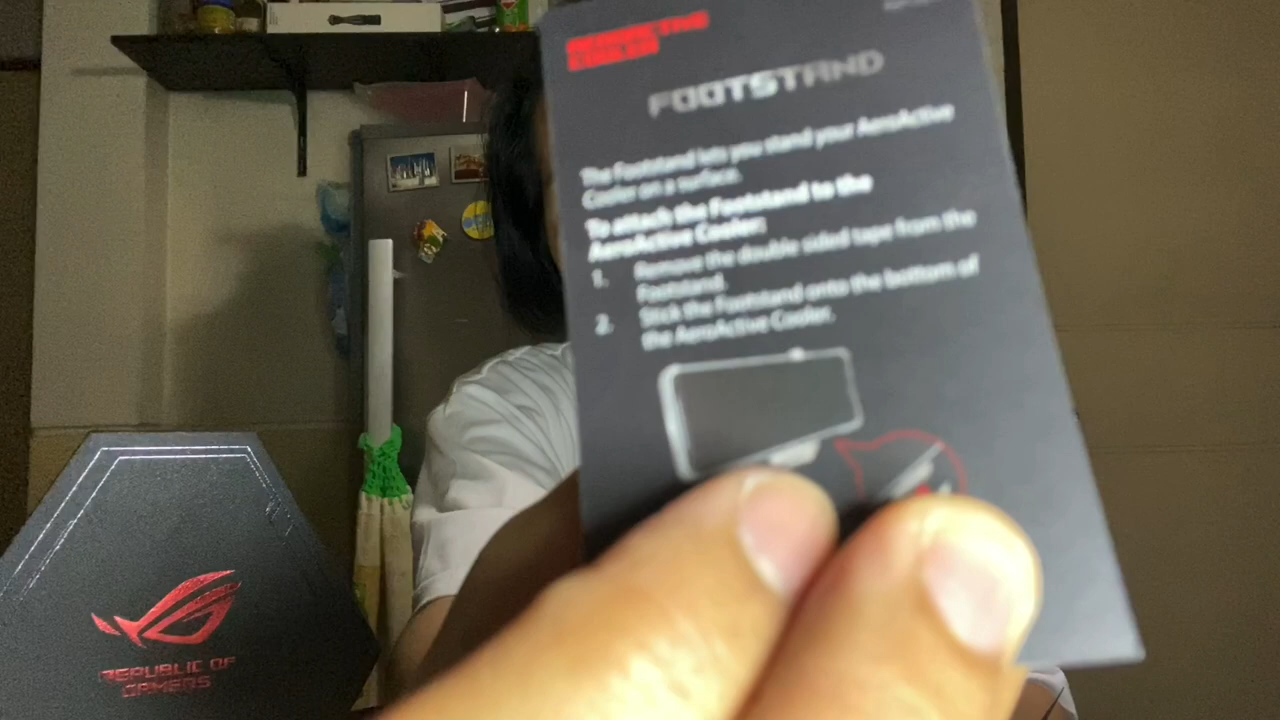 AEROACTIVE
COOLER
FOOTSTAND
The Footstand lets you stand your AeroActive
Cooler on a surface.
To attach the Footstand to the
AeroActive Cooler:
1. Remove the double sided tape from the
Footstand.
2. Stick the Footstand onto the bottom of
the AeroActive Cooler.
REPUBLIC OF
GAMERS